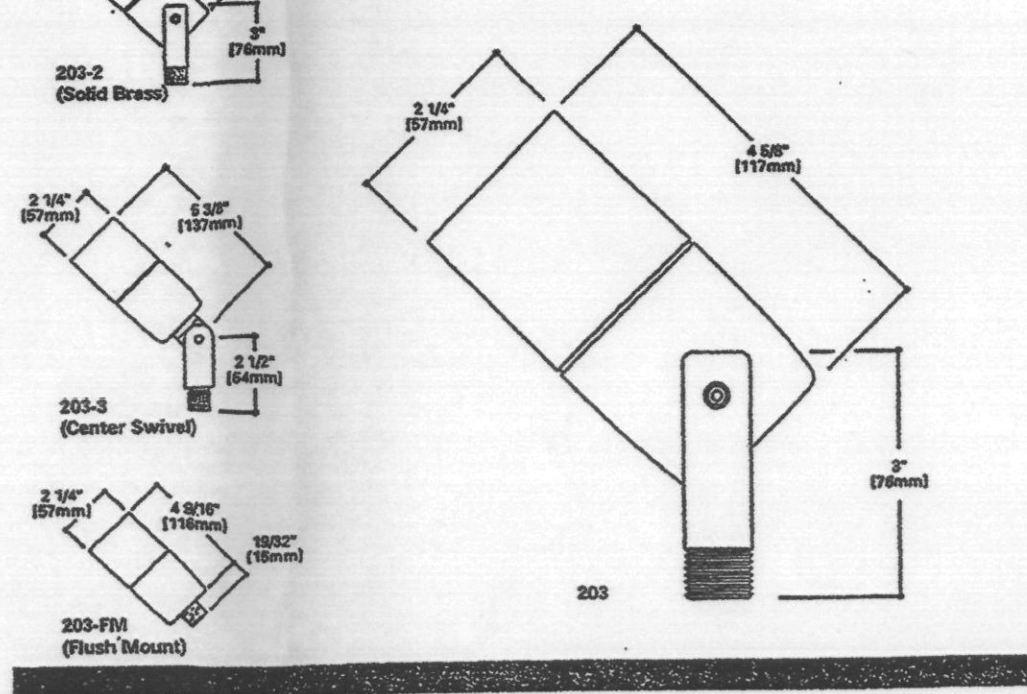 3"
[76mm]
203-2
(Solid Brass)
2 1/4"
[57mm]
5 3/8"
[137mm]
2 1/2"
[64mm]
203-3
(Center Swivel)
2 1/4"
[57mm]
4 9/16"
[116mm]
19/32"
[15mm]
203-FM
(Flush Mount)
2 1/4"
[57mm]
4 5/8"
[117mm]
3"
[76mm]
203